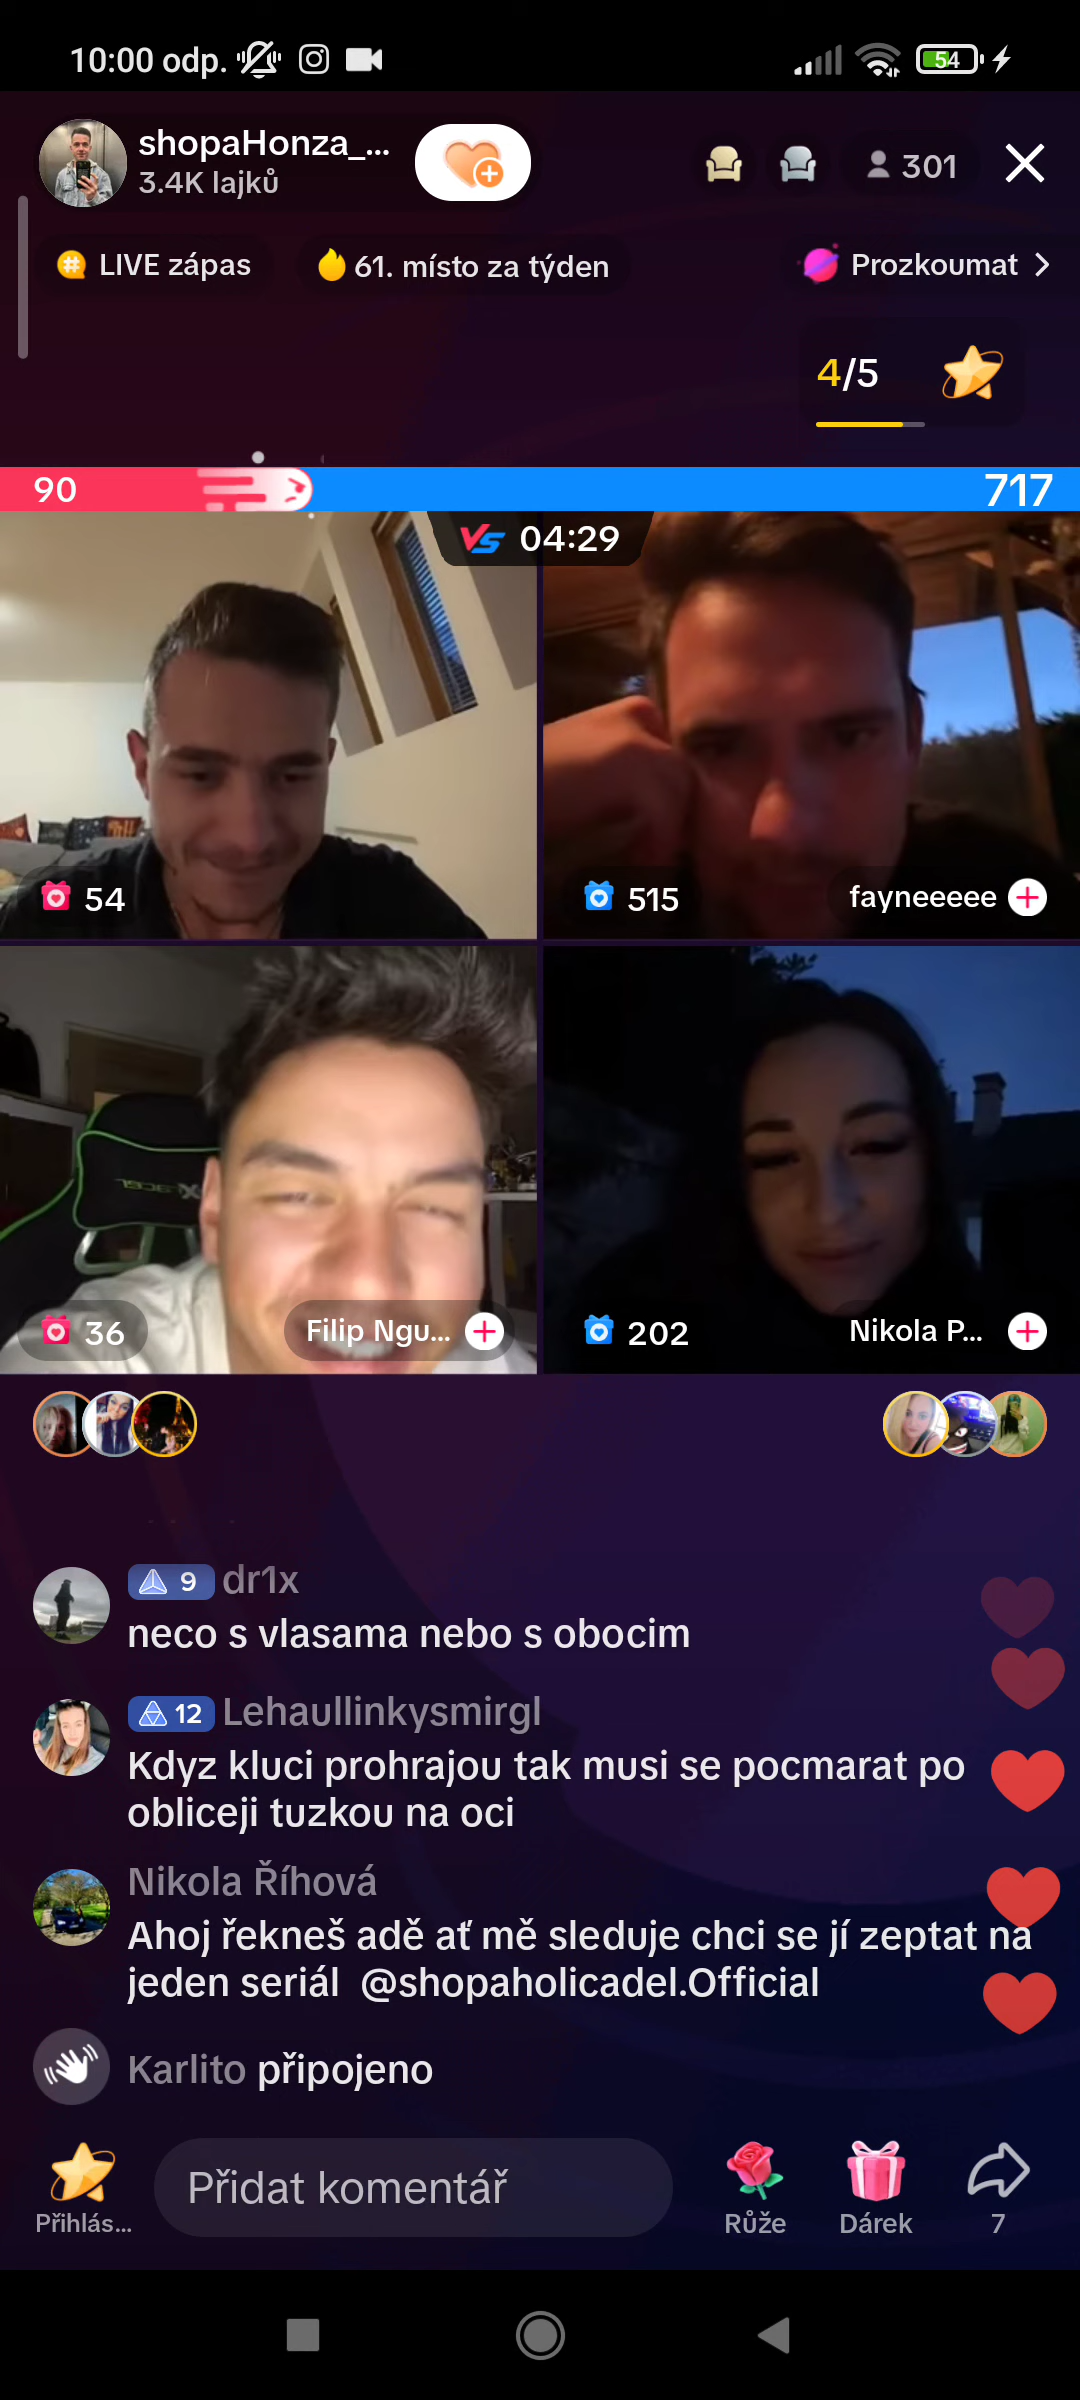 10:00 odp.
54
shopaHonza_...
3.4K lajků
301
LIVE zápas
61. místo za týden
Prozkoumat
4/5
90
717
VS 04:29
54
515
fayneeeee
36
Filip Ngu...
202
Nikola P...
9 dr1x
neco s vlasama nebo s obocim
12 Lehaullinkysmirgl
Kdyz kluci prohrajou tak musi se pocmarat po
obliceji tuzkou na oci
Nikola Říhová
Ahoj řekneš adě ať mě sleduje chci se jí zeptat na
jeden seriál @shopaholicadel.Official
Karlito připojeno
Přidat komentář
Přihlás...
Růže
Dárek
7